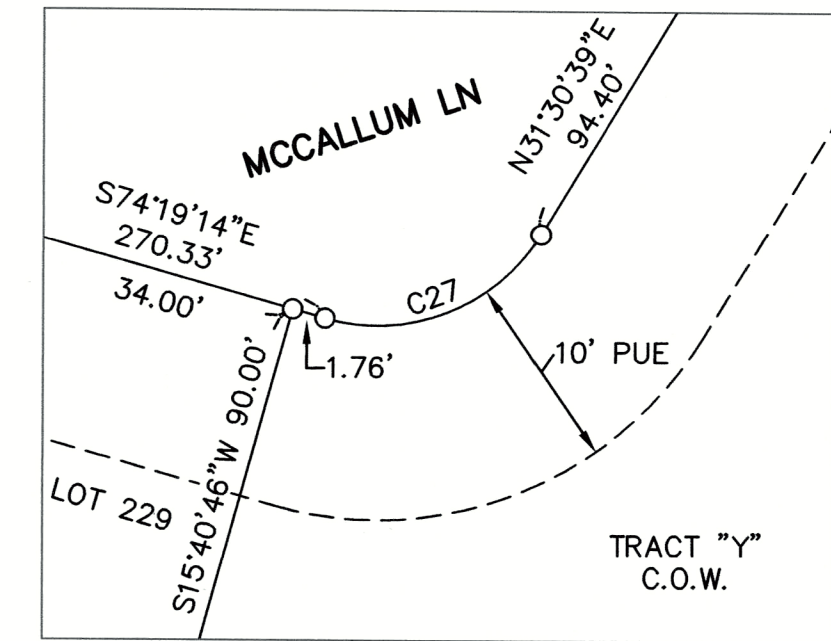 N31°30'39"E
94.40'
MCCALLUM LN
S74°19'14"E
270.33'
34.00'
C27
1.76'
10' PUE
S15°40'46"W 90.00'
LOT 229
TRACT "Y"
C.O.W.